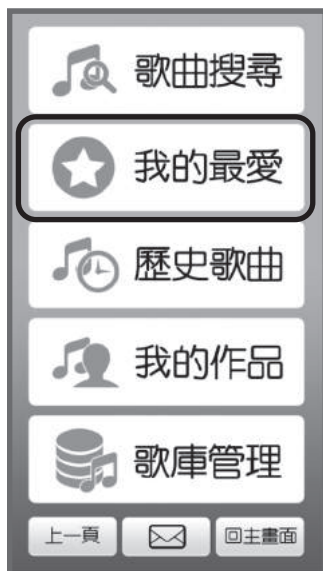 歌曲搜尋
我的最愛
歷史歌曲
我的作品
歌庫管理
上一頁 回主畫面